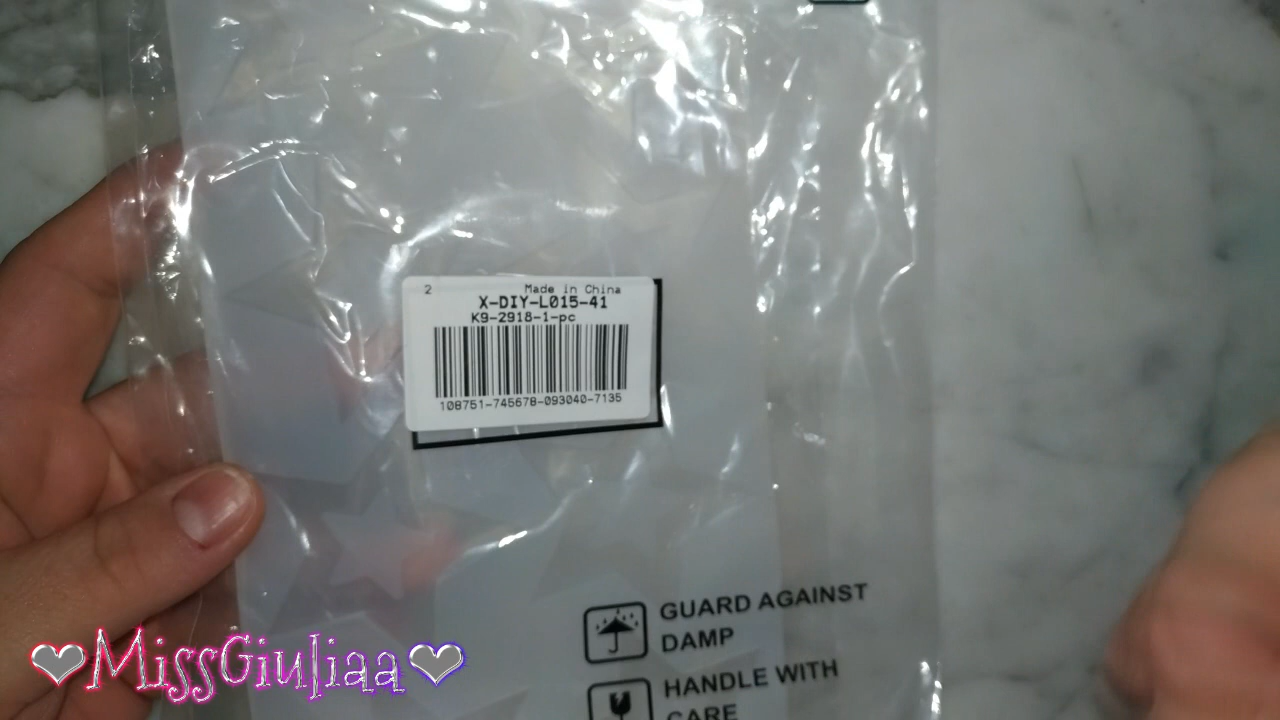 2 Made in China
X-DIY-L015-41
K9-2918-1-pc
108751-745678-093040-7135
GUARD AGAINST
DAMP
HANDLE WITH
CARE
❤MissGiuliaa❤